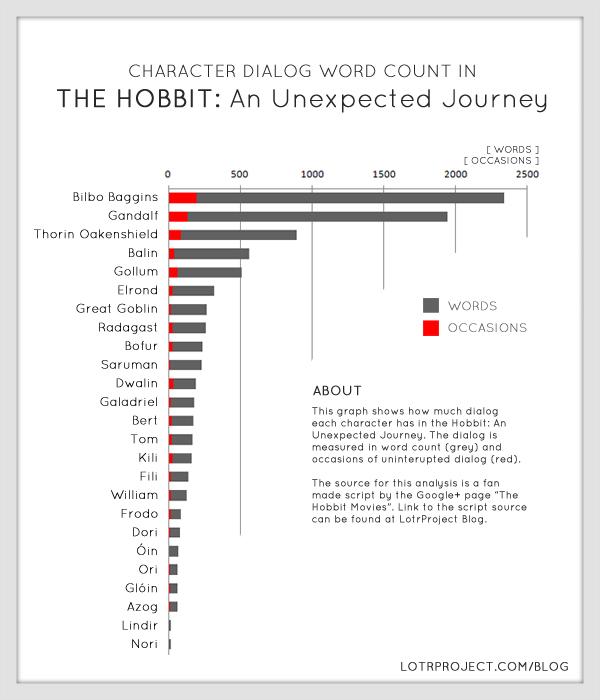 CHARACTER DIALOG WORD COUNT IN
THE HOBBIT: An Unexpected Journey
[ WORDS ]
[ OCCASIONS ]
0 500 1000 1500 2000 2500
Bilbo Baggins
Gandalf
Thorin Oakenshield
Balin
Gollum
Elrond
Great Goblin
Radagast
Bofur
Saruman
Dwalin
Galadriel
Bert
Tom
Kili
Fili
William
Frodo
Dori
Óin
Ori
Glóin
Azog
Lindir
Nori
WORDS
OCCASIONS
ABOUT
This graph shows how much dialog
each character has in the Hobbit: An
Unexpected Journey. The dialog is
measured in word count (grey) and
occasions of uninterupted dialog (red).
The source for this analysis is a fan
made script by the Google+ page "The
Hobbit Movies". Link to the script source
can be found at LotrProject Blog.
LOTRPROJECT.COM/BLOG